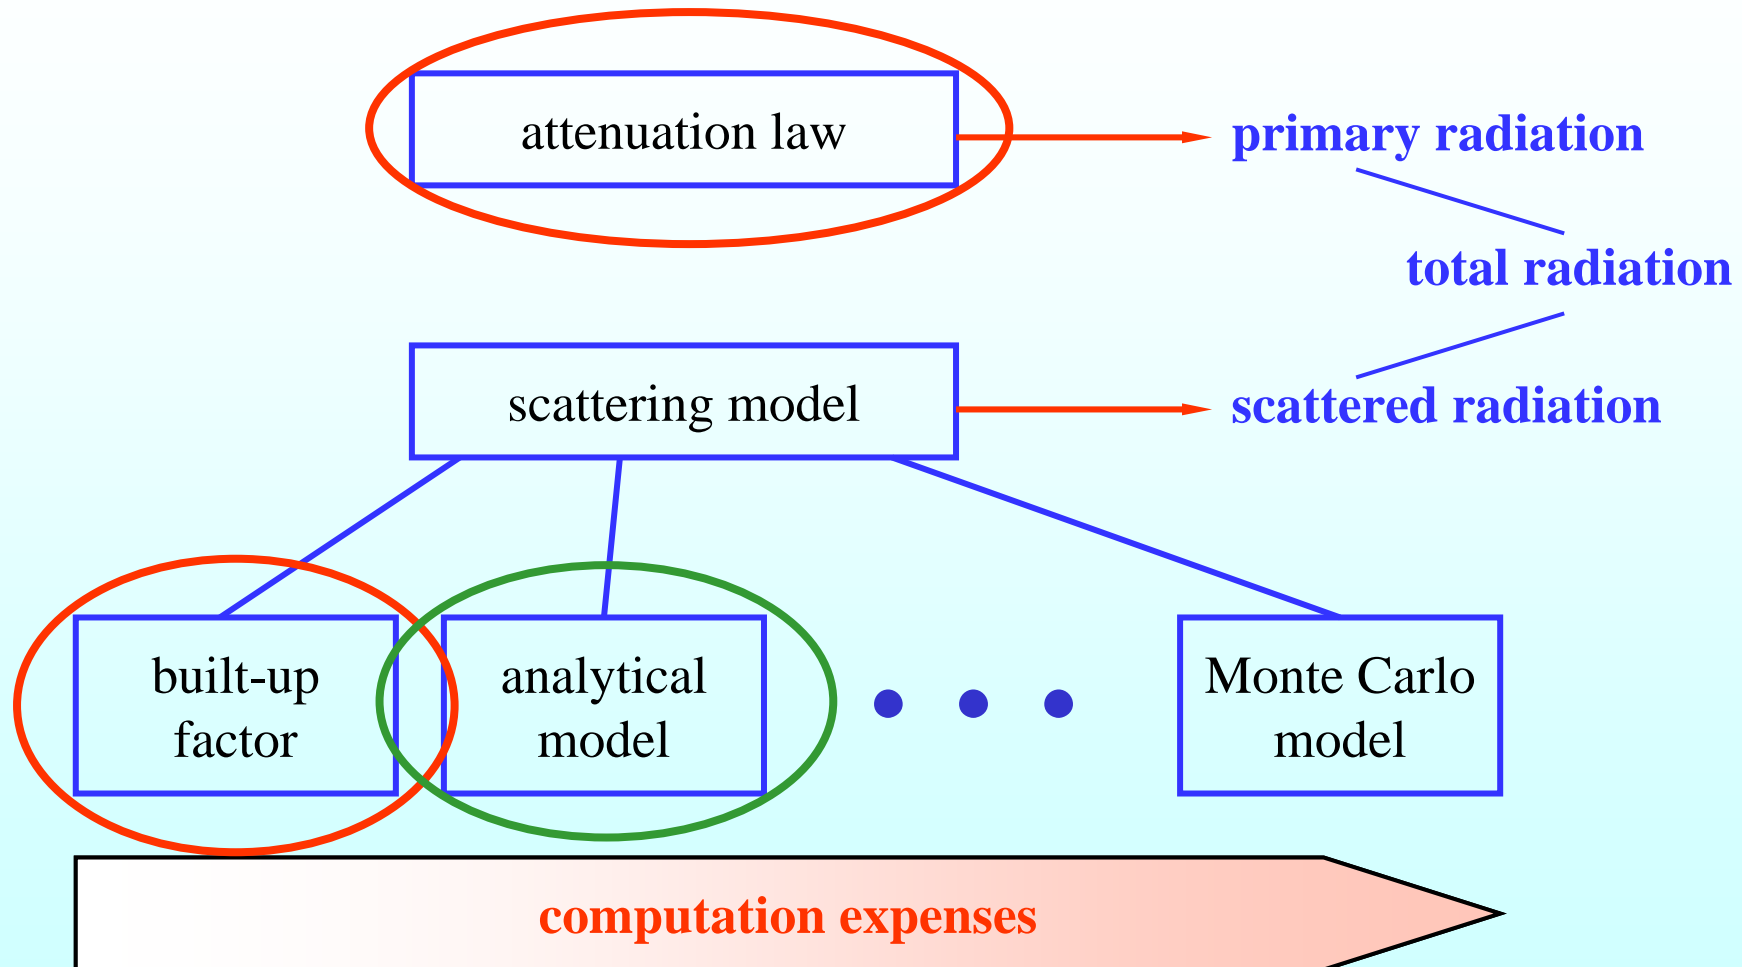 attenuation law
primary radiation
total radiation
scattering model
scattered radiation
built-up
factor
analytical
model
Monte Carlo
model
computation expenses